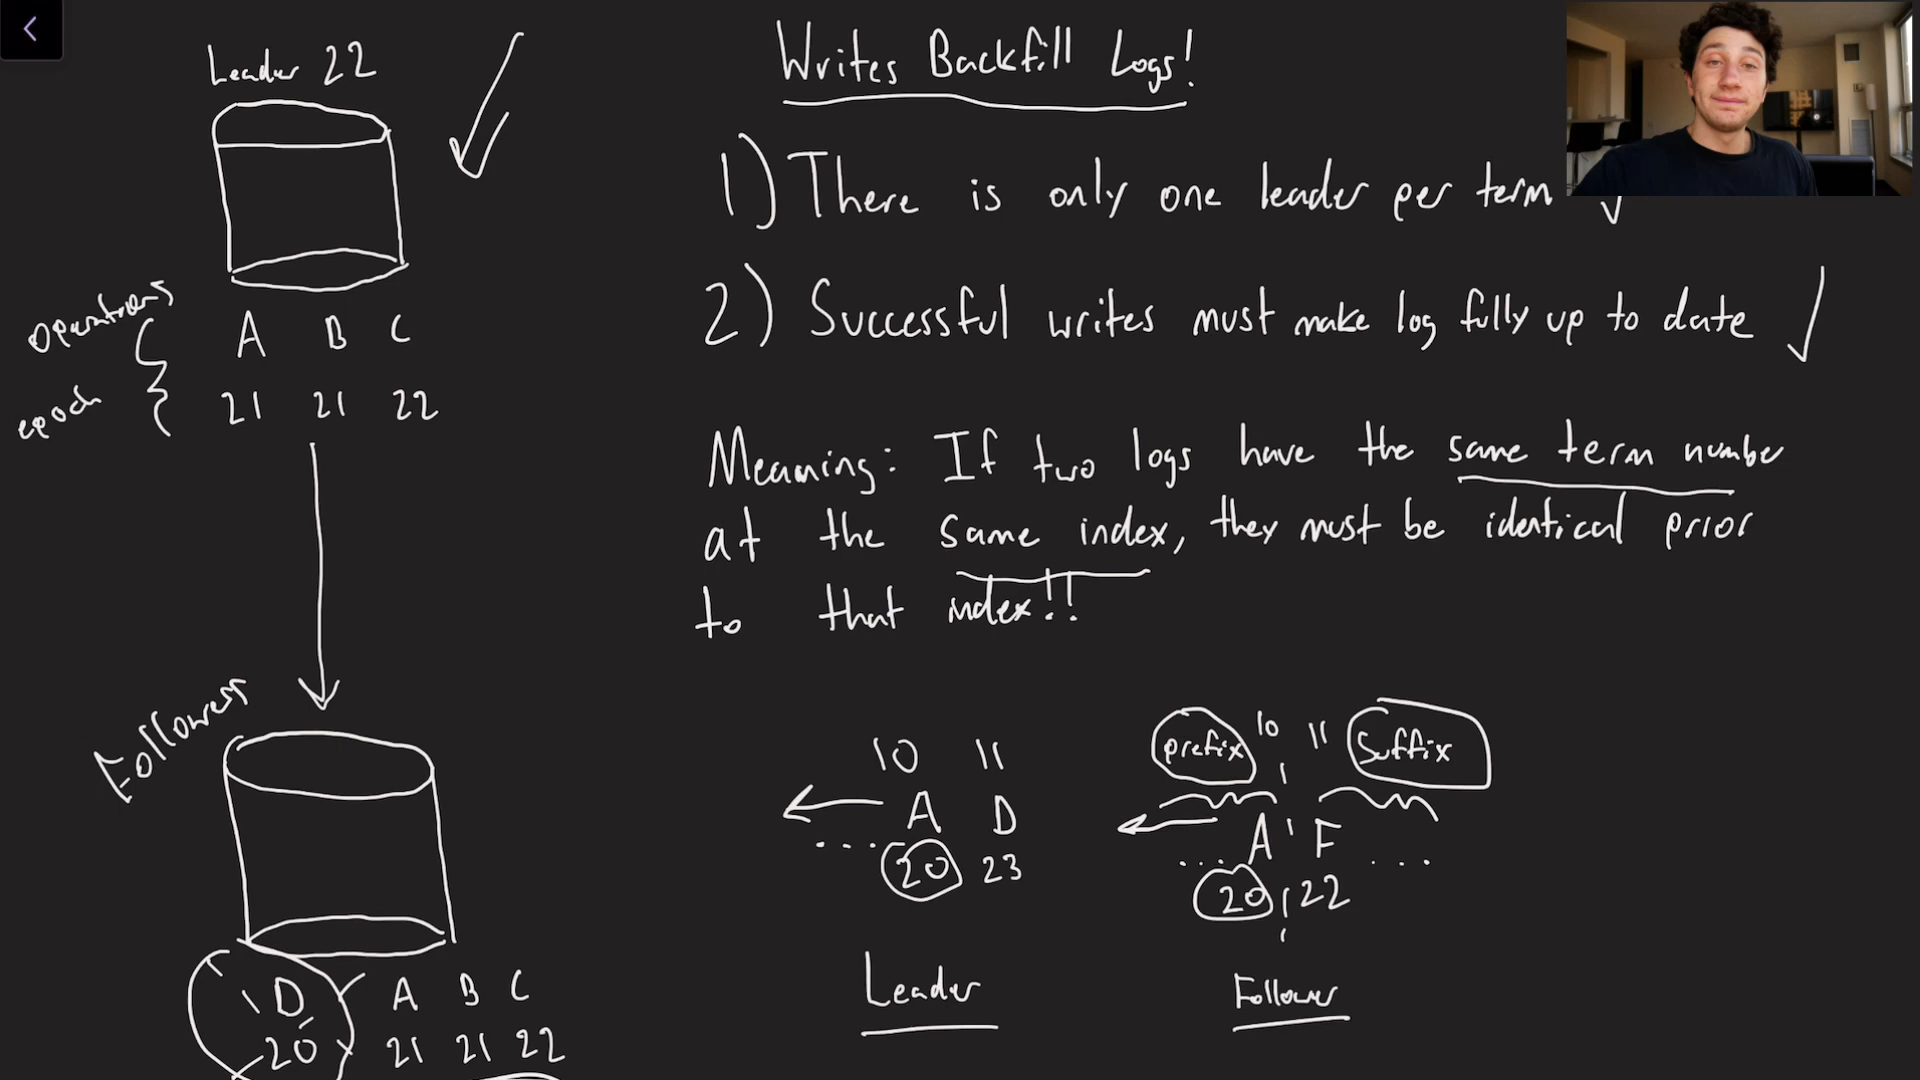 Leader 22
Writes Backfill Logs!
1) There is only one leader per term
2) Successful writes must make log fully up to date
operations
A B C
epoch
21 21 22
Meaning: If two logs have the same term number
at the same index, they must be identical prior
to that index!!
Followers
10 11
A D
... 20 23
Leader
prefix 10 11 Suffix
A F
... 20 22 ...
Follower
D A B C
20 21 21 22